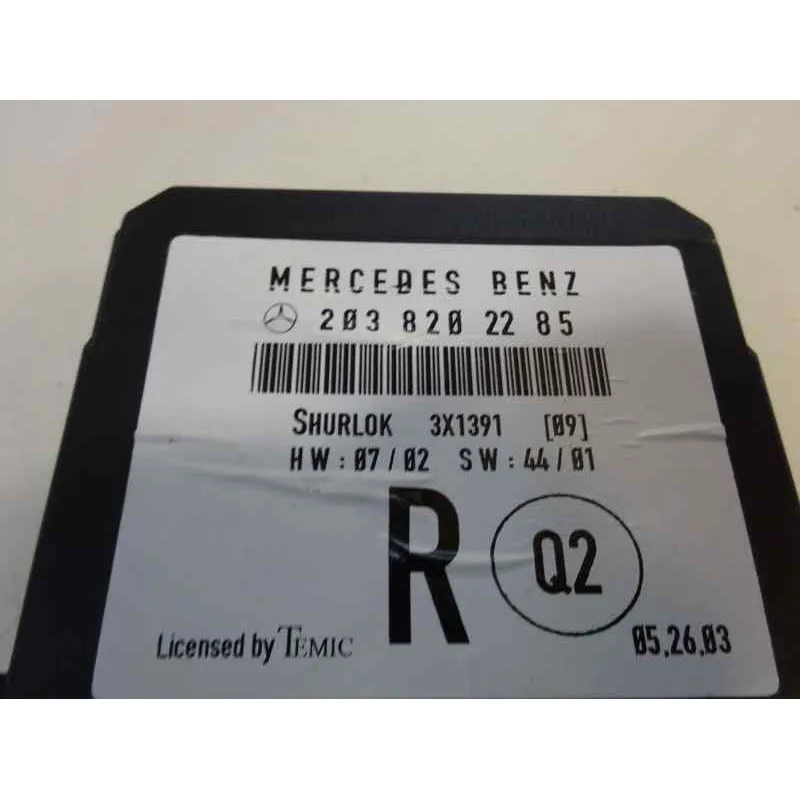 MERCEDES BENZ
203 820 22 85
SHURLOK 3X1391 [09]
HW:07/02 SW:44/01
R Q2
Licensed by TEMIC 05.26.03